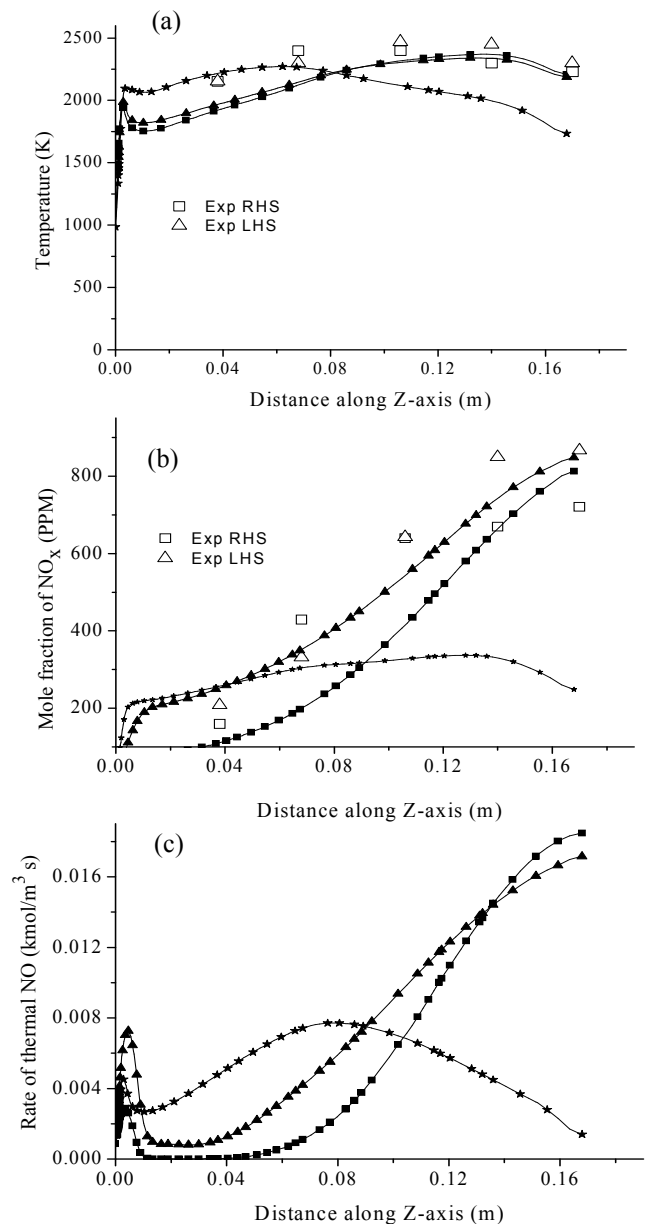 (a)
2500
2000
1500
1000
500
0
Temperature (K)
Exp RHS
Exp LHS
0.00 0.04 0.08 0.12 0.16
Distance along Z-axis (m)
(b)
800
600
400
200
Mole fraction of NOX (PPM)
Exp RHS
Exp LHS
0.00 0.04 0.08 0.12 0.16
Distance along Z-axis (m)
(c)
0.016
0.012
0.008
0.004
0.000
Rate of thermal NO (kmol/m³ s)
0.00 0.04 0.08 0.12 0.16
Distance along Z-axis (m)